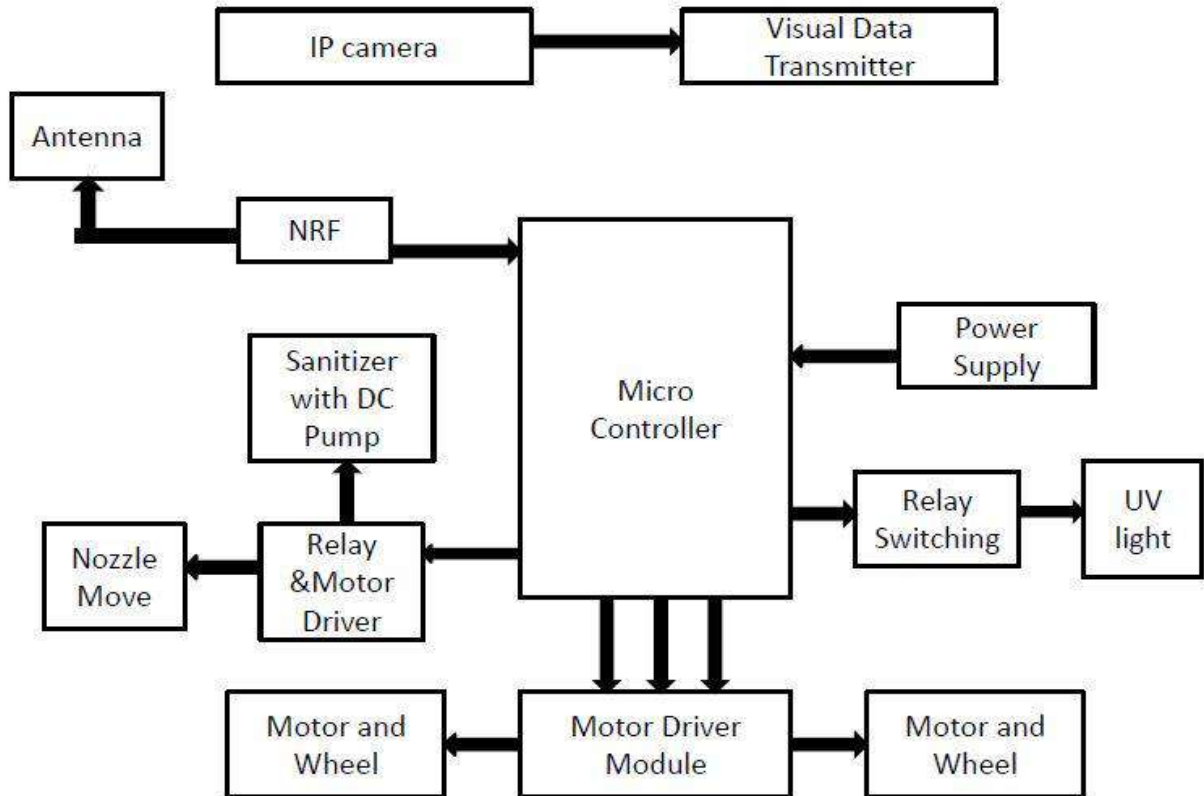 IP camera
Visual Data
Transmitter
Antenna
NRF
Micro
Controller
Power
Supply
Sanitizer
with DC
Pump
Relay
Switching
UV
light
Nozzle
Move
Relay
&Motor
Driver
Motor and
Wheel
Motor Driver
Module
Motor and
Wheel